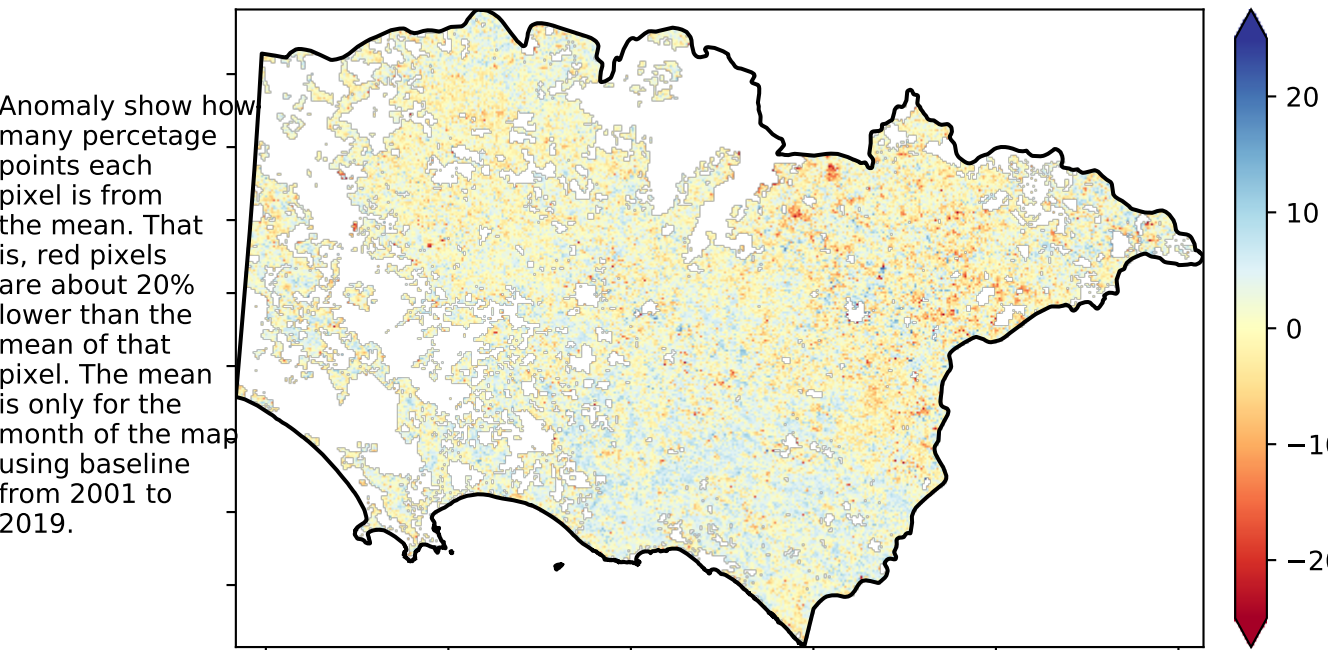 Anomaly show how
many percetage
points each
pixel is from
the mean. That
is, red pixels
are about 20%
lower than the
mean of that
pixel. The mean
is only for the
month of the map
using baseline
from 2001 to
2019.
20
10
0
−10
−20